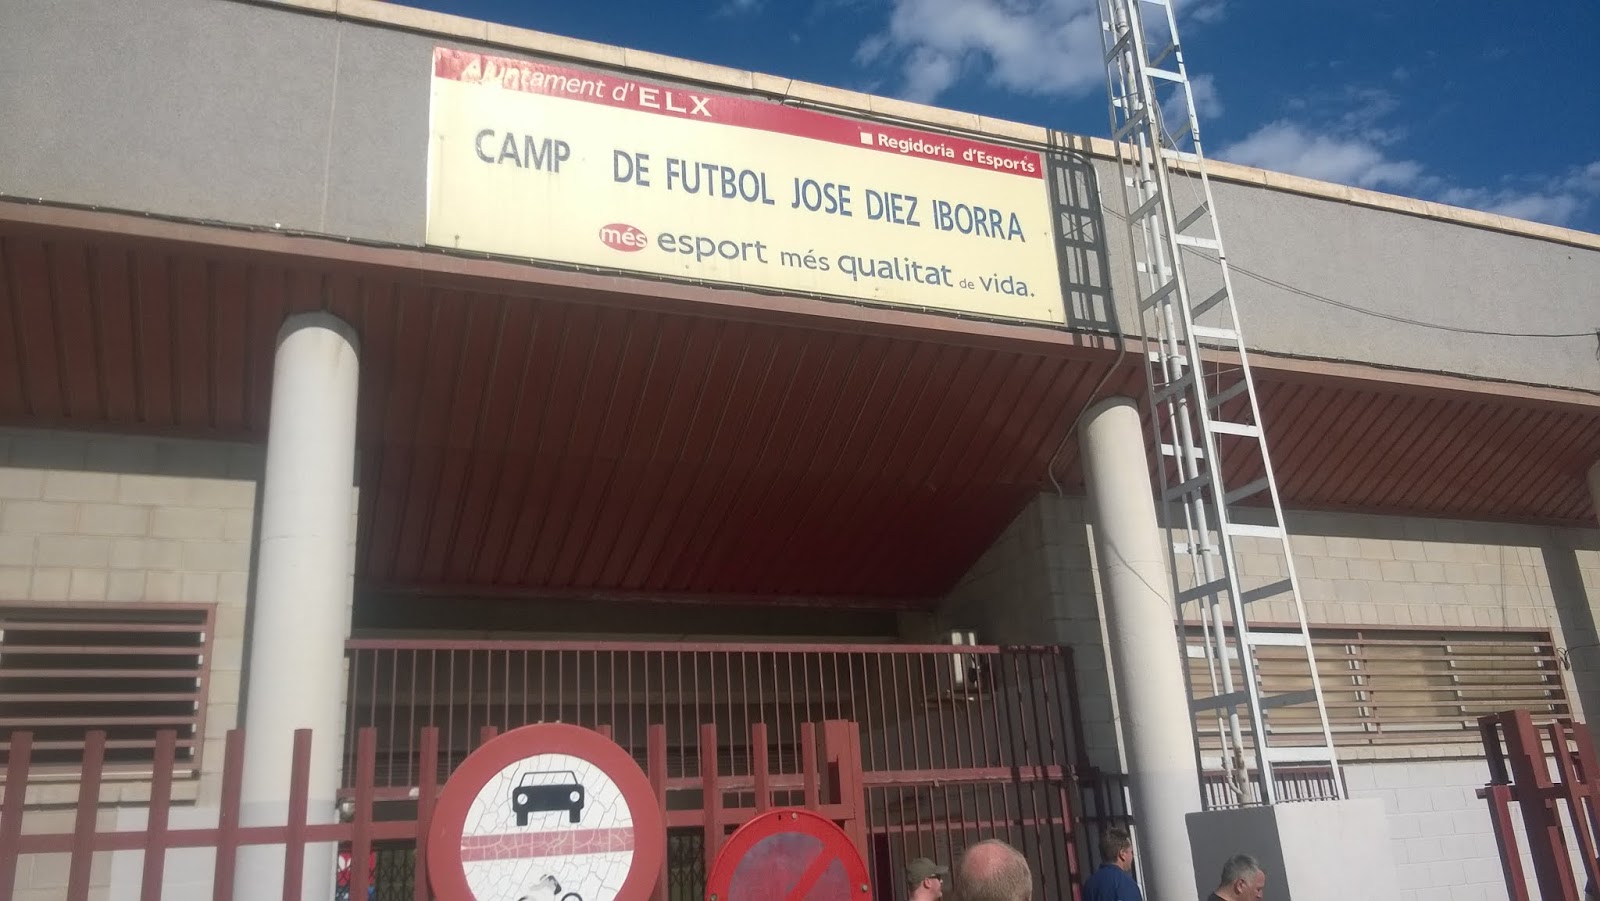 Ajuntament d'ELX
Regidoria d'Esports
CAMP DE FUTBOL JOSE DIEZ IBORRA
més esport més qualitat de vida.